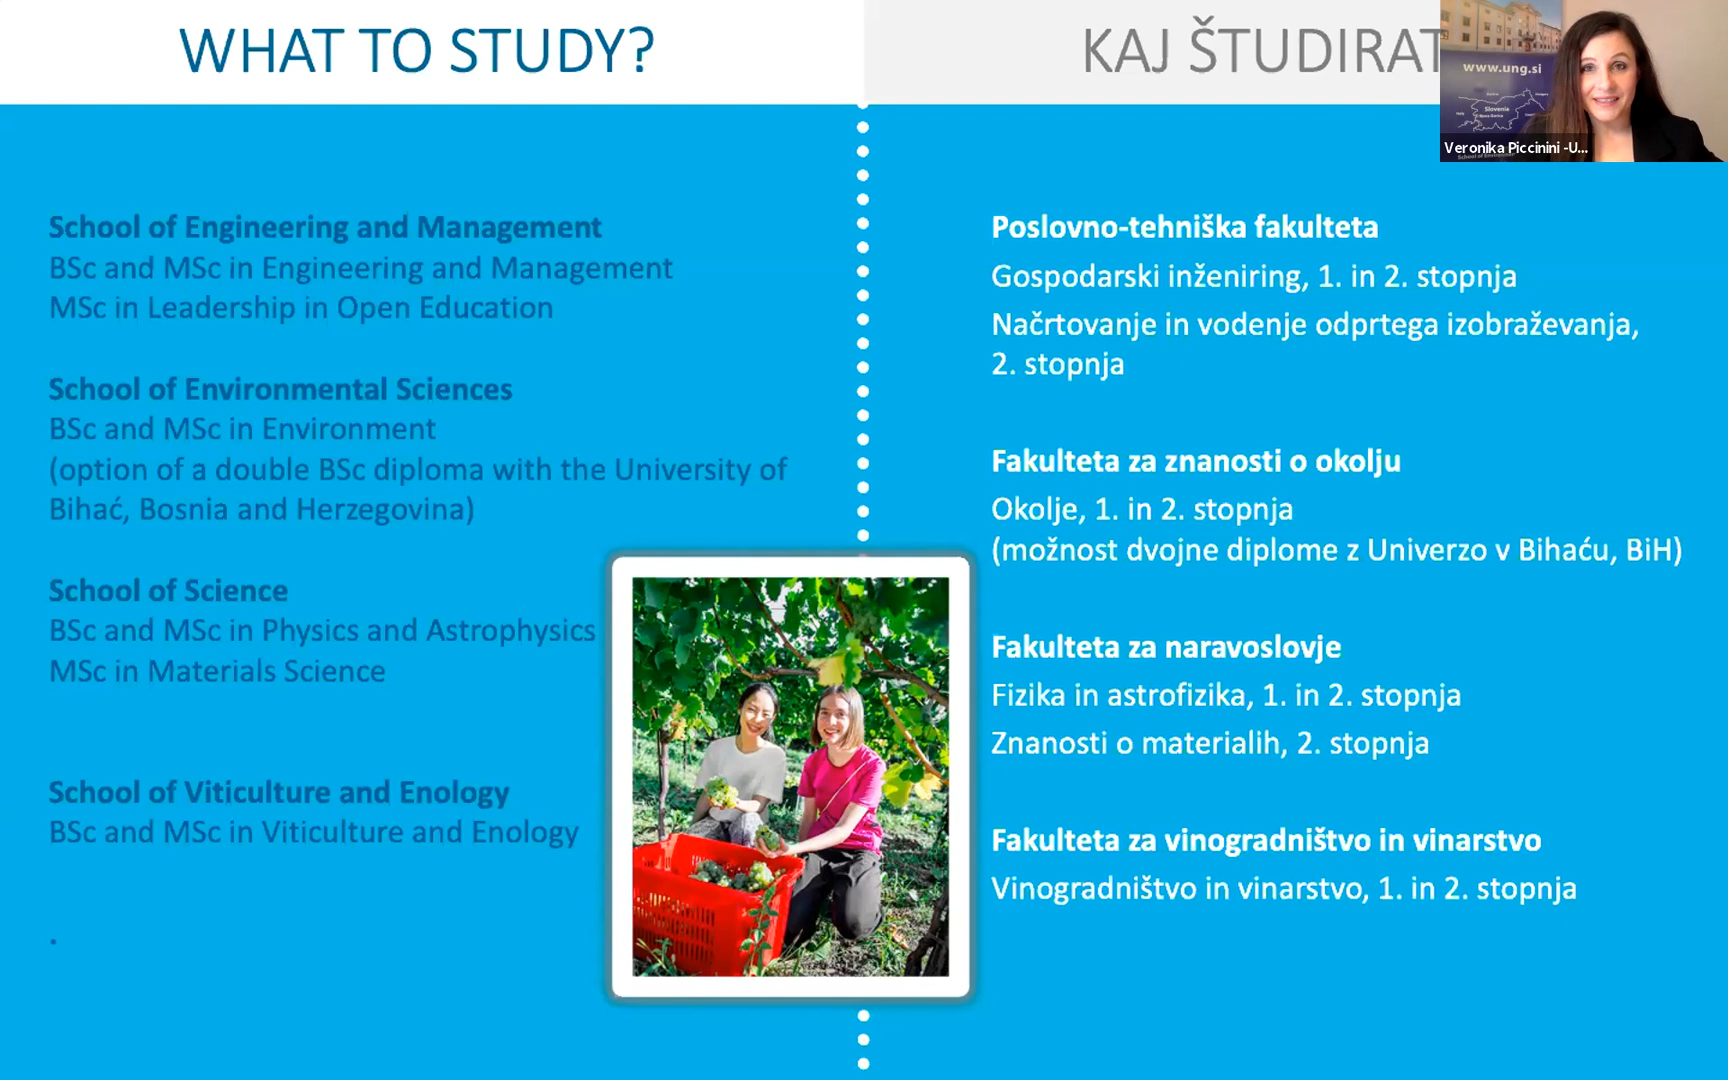 WHAT TO STUDY?
KAJ ŠTUDIRAT
www.ung.si
Slovenia
Nova Gorica
Veronika Piccinini -U...
School of Engineering and Management
BSc and MSc in Engineering and Management
MSc in Leadership in Open Education
School of Environmental Sciences
BSc and MSc in Environment
(option of a double BSc diploma with the University of
Bihać, Bosnia and Herzegovina)
School of Science
BSc and MSc in Physics and Astrophysics
MSc in Materials Science
School of Viticulture and Enology
BSc and MSc in Viticulture and Enology
.
Poslovno-tehniška fakulteta
Gospodarski inženiring, 1. in 2. stopnja
Načrtovanje in vodenje odprtega izobraževanja,
2. stopnja
Fakulteta za znanosti o okolju
Okolje, 1. in 2. stopnja
(možnost dvojne diplome z Univerzo v Bihaću, BiH)
Fakulteta za naravoslovje
Fizika in astrofizika, 1. in 2. stopnja
Znanosti o materialih, 2. stopnja
Fakulteta za vinogradništvo in vinarstvo
Vinogradništvo in vinarstvo, 1. in 2. stopnja